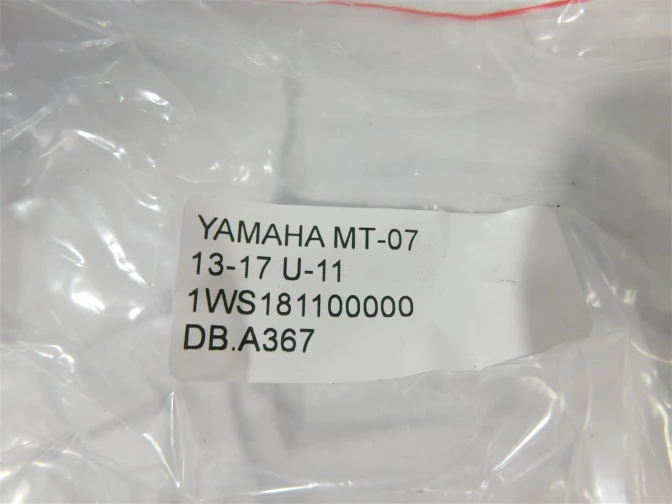 YAMAHA MT-07
13-17 U-11
1WS181100000
DB.A367